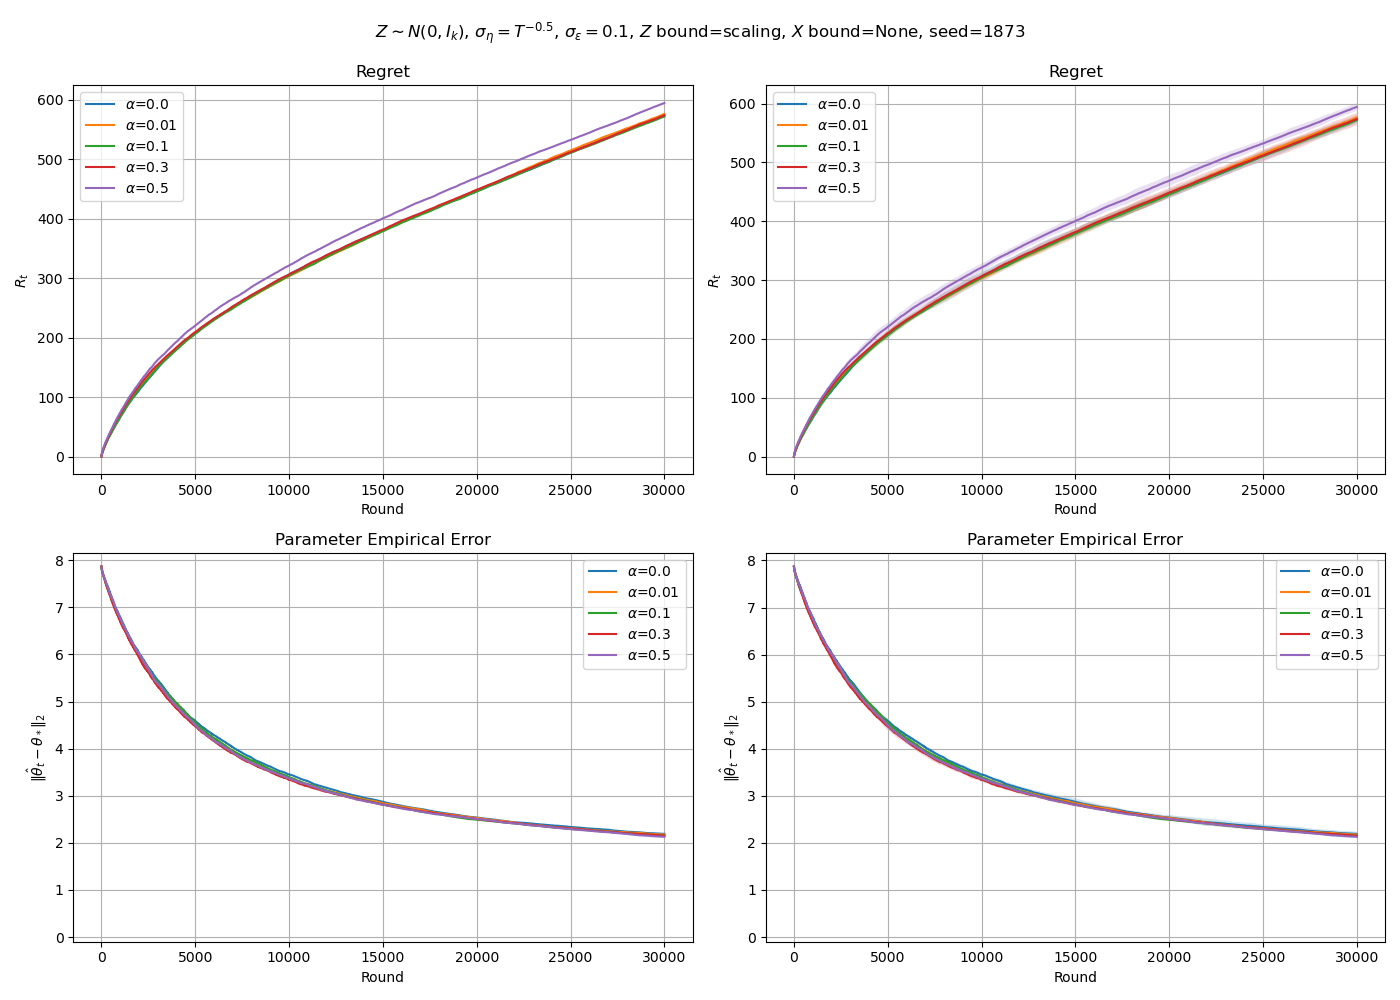 Z ∼ N(0, I_k), σ_η = T^{−0.5}, σ_ε = 0.1, Z bound=scaling, X bound=None, seed=1873
Regret
600
500
400
300
200
100
0
R_t
α=0.0
α=0.01
α=0.1
α=0.3
α=0.5
0 5000 10000 15000 20000 25000 30000
Round
Regret
600
500
400
300
200
100
0
R_t
α=0.0
α=0.01
α=0.1
α=0.3
α=0.5
0 5000 10000 15000 20000 25000 30000
Round
Parameter Empirical Error
8
7
6
5
4
3
2
1
0
‖θ̂_t − θ_*‖_2
α=0.0
α=0.01
α=0.1
α=0.3
α=0.5
0 5000 10000 15000 20000 25000 30000
Round
Parameter Empirical Error
8
7
6
5
4
3
2
1
0
‖θ̂_t − θ_*‖_2
α=0.0
α=0.01
α=0.1
α=0.3
α=0.5
0 5000 10000 15000 20000 25000 30000
Round